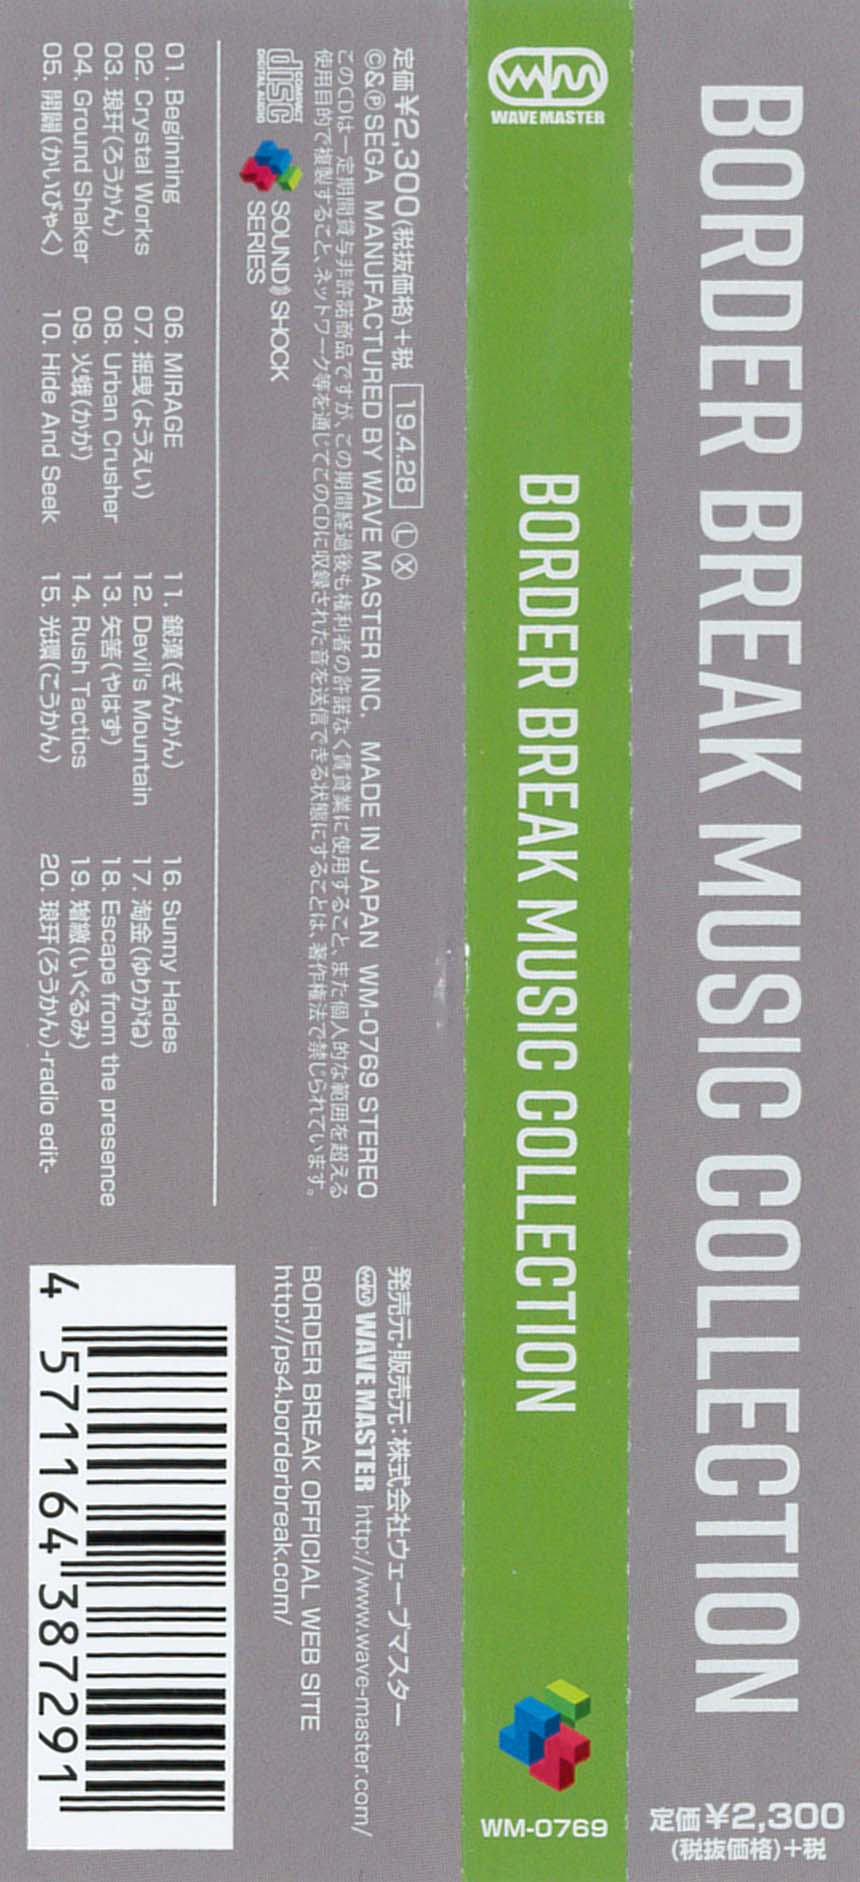 BORDER BREAK MUSIC COLLECTION
定価¥2,300
(税抜価格)+税
WAVE MASTER
BORDER BREAK MUSIC COLLECTION
WM-0769
定価¥2,300(税抜価格)+税 19.4.28 Ⓛ Ⓧ
©&℗SEGA MANUFACTURED BY WAVE MASTER INC. MADE IN JAPAN WM-0769 STEREO
このCDは一定期間貸与非許諾商品ですが、この期間経過後も権利者の許諾なく賃貸業に使用すること、また個人的な範囲を超える
使用目的で複製すること、ネットワーク等を通じてこのCDに収録された音を送信できる状態にすることは、著作権法で禁じられています。
COMPACT
disc
DIGITAL AUDIO
SOUND SHOCK
SERIES
01. Beginning
02. Crystal Works
03. 琅玕(ろうかん)
04. Ground Shaker
05. 開闢(かいびゃく)
06. MIRAGE
07. 揺曳(ようえい)
08. Urban Crusher
09. 火蛾(かが)
10. Hide And Seek
11. 銀漢(ぎんかん)
12. Devil's Mountain
13. 矢筈(やはず)
14. Rush Tactics
15. 光環(こうかん)
16. Sunny Hades
17. 淘金(ゆりがね)
18. Escape from the presence
19. 矰繳(いぐるみ)
20. 琅玕(ろうかん)-radio edit-
発売元・販売元:株式会社ウェーブマスター
WAVE MASTER http://www.wave-master.com/
BORDER BREAK OFFICIAL WEB SITE
http://ps4.borderbreak.com/
4 571164 387291